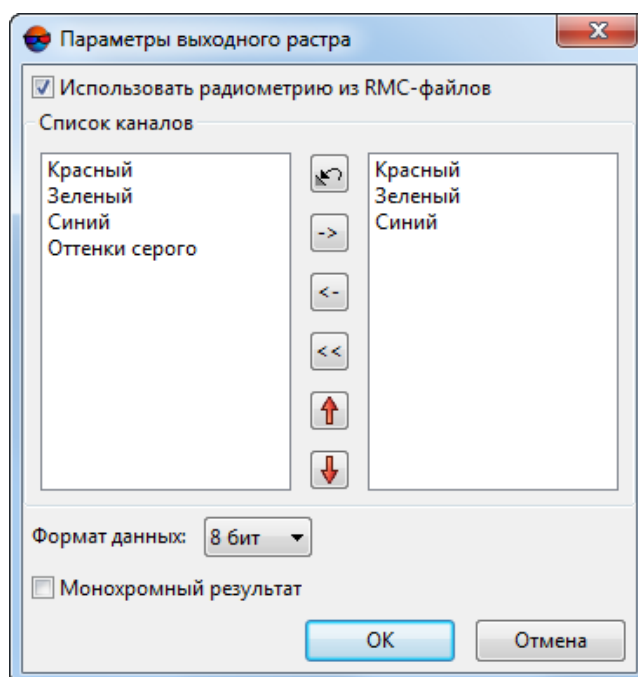 Параметры выходного растра
Использовать радиометрию из RMC-файлов
Список каналов
Красный
Зеленый
Синий
Оттенки серого
->
<-
<<
Красный
Зеленый
Синий
Формат данных: 8 бит
Монохромный результат
OK Отмена